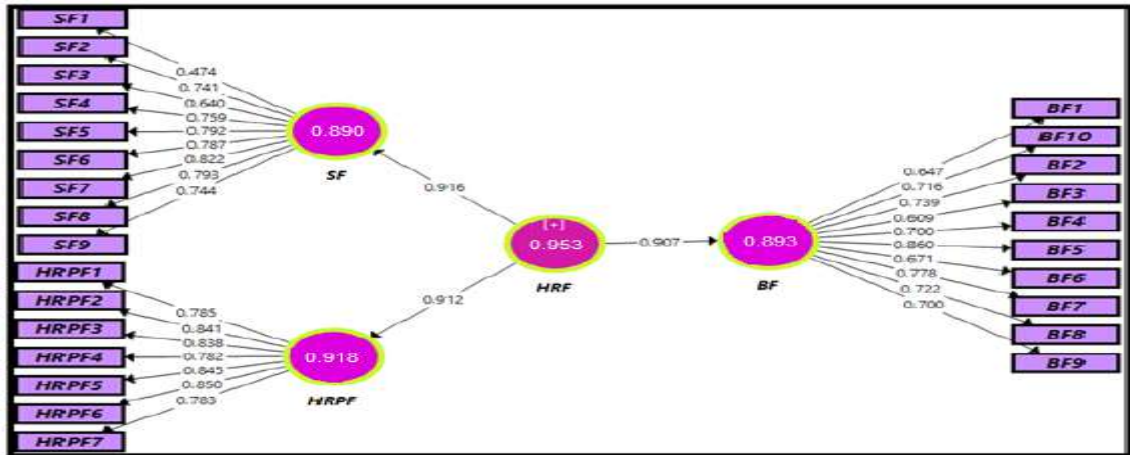 SF1
SF2
SF3
SF4
SF5
SF6
SF7
SF8
SF9
HRPF1
HRPF2
HRPF3
HRPF4
HRPF5
HRPF6
HRPF7
0.474
0.741
0.640
0.759
0.792
0.787
0.822
0.793
0.744
0.785
0.841
0.838
0.782
0.845
0.850
0.783
0.890
SF
0.918
HRPF
0.916
0.912
[+]
0.953
HRF
0.907
0.893
BF
0.647
0.716
0.739
0.609
0.700
0.860
0.671
0.778
0.722
0.700
BF1
BF10
BF2
BF3
BF4
BF5
BF6
BF7
BF8
BF9